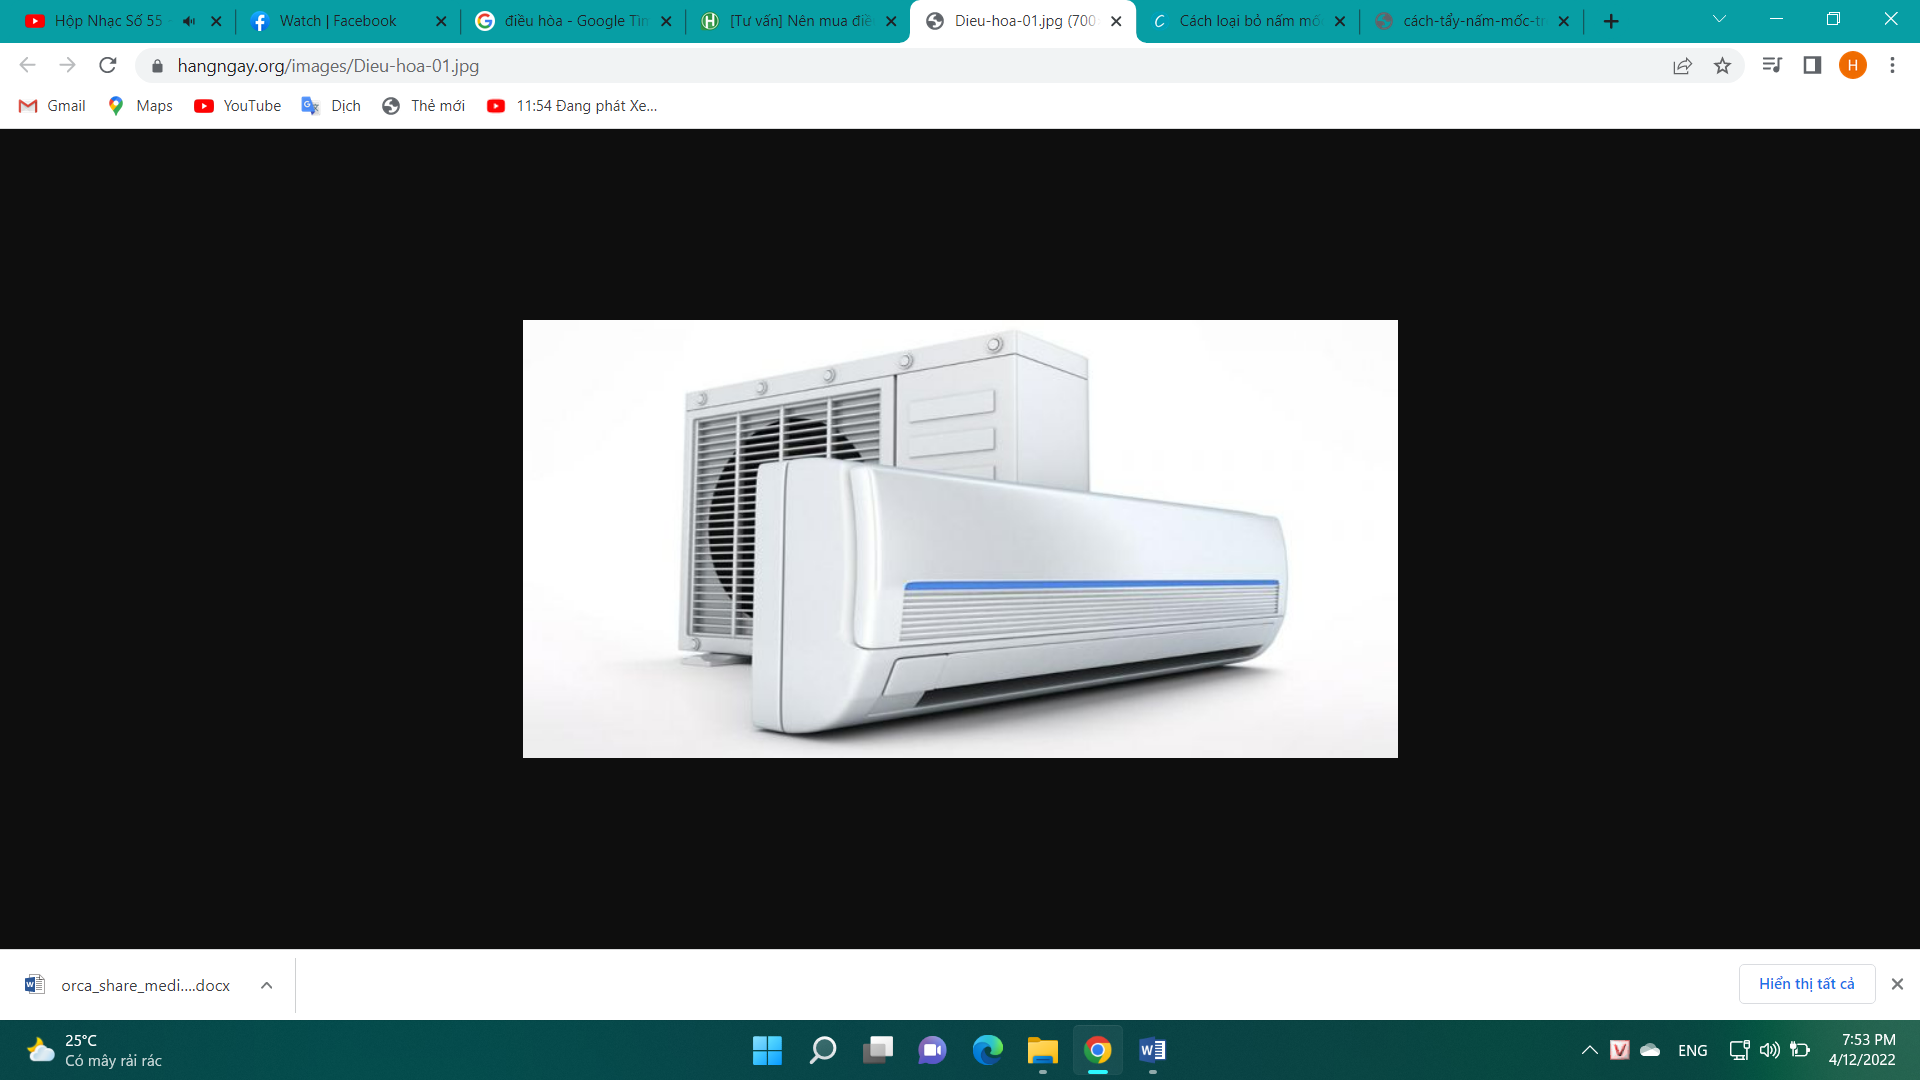 Hôp Nhạc Số 55 -
Watch | Facebook
điều hòa - Google Tìm
[Tư vấn] Nên mua điề
Dieu-hoa-01.jpg (700
Cách loại bỏ nấm mố
cách-tẩy-nấm-mốc-tr
hangngay.org/images/Dieu-hoa-01.jpg
H
Gmail
Maps
YouTube
Dịch
Thẻ mới
11:54 Đang phát Xe...
orca_share_medi....docx
Hiển thị tất cả
25°C
Có mây rải rác
ENG
7:53 PM
4/12/2022